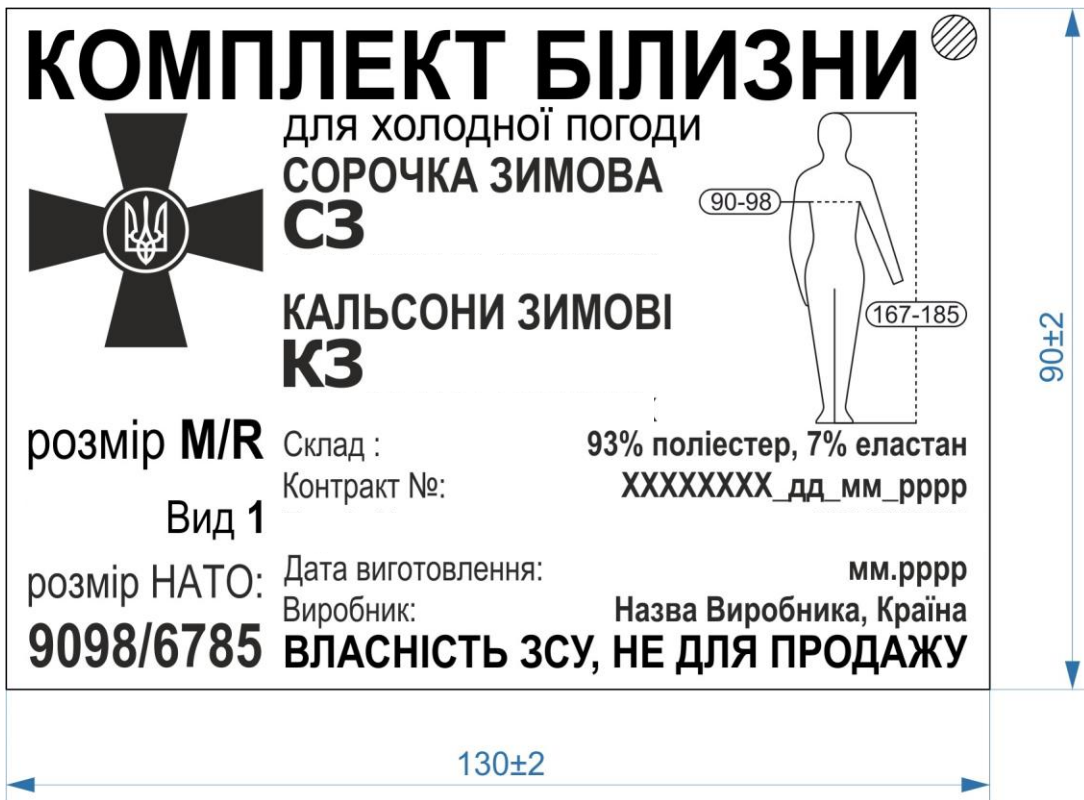 КОМПЛЕКТ БІЛИЗНИ
для холодної погоди
СОРОЧКА ЗИМОВА
СЗ
КАЛЬСОНИ ЗИМОВІ
КЗ
90-98
167-185
розмір M/R
Вид 1
розмір НАТО:
9098/6785
Склад : 93% поліестер, 7% еластан
Контракт №: ХХХХХХХХ_дд_мм_рррр
Дата виготовлення: мм.рррр
Виробник: Назва Виробника, Країна
ВЛАСНІСТЬ ЗСУ, НЕ ДЛЯ ПРОДАЖУ
90±2
130±2